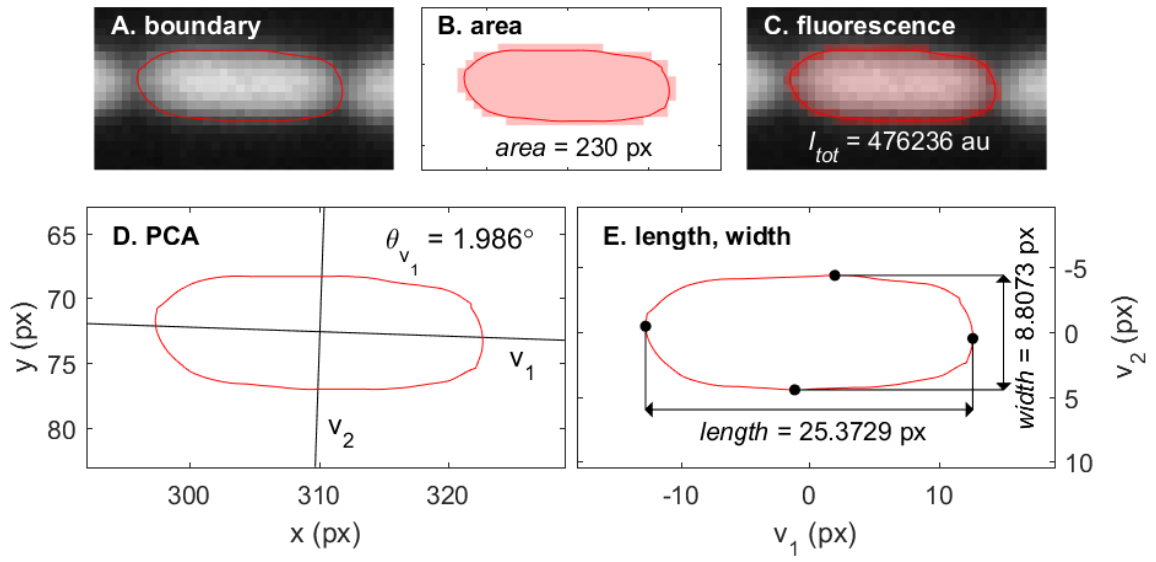 A. boundary
B. area
area = 230 px
C. fluorescence
I_tot = 476236 au
D. PCA
θ_v_1 = 1.986°
v_1
v_2
65
70
75
80
y (px)
300
310
320
x (px)
E. length, width
width = 8.8073 px
length = 25.3729 px
-5
0
5
10
v_2 (px)
-10
0
10
v_1 (px)